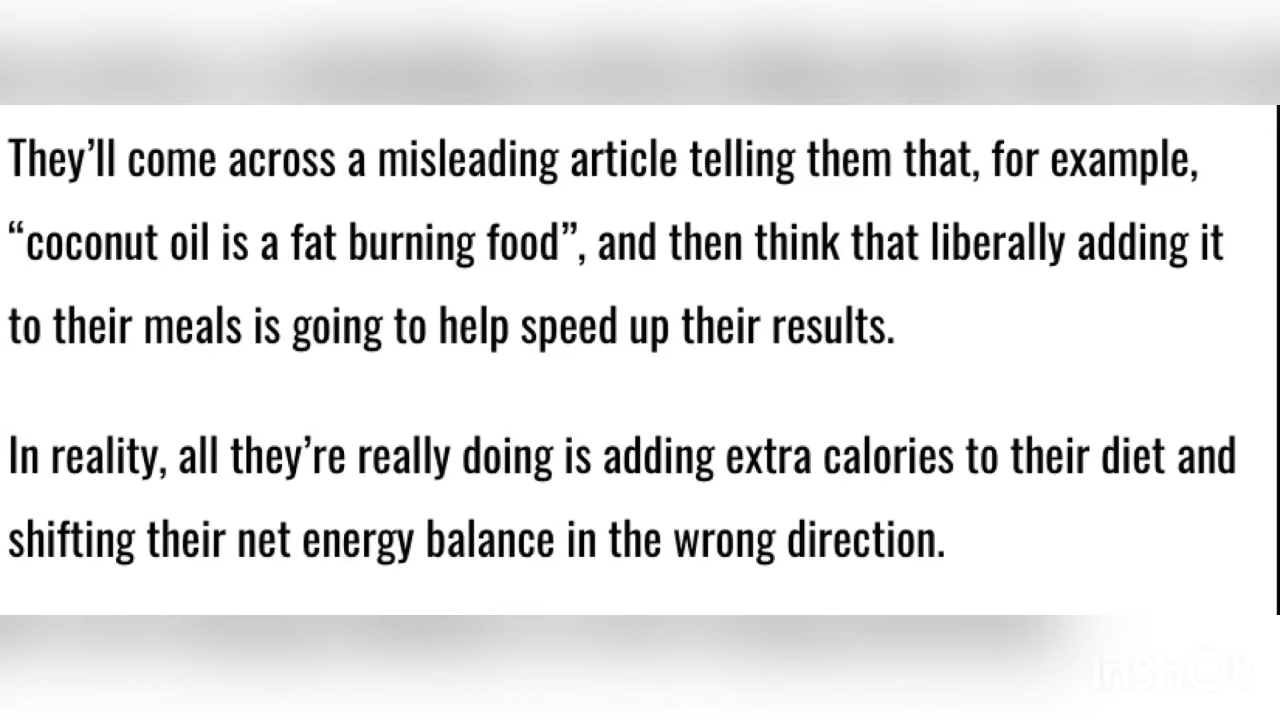 They’ll come across a misleading article telling them that, for example,
“coconut oil is a fat burning food”, and then think that liberally adding it
to their meals is going to help speed up their results.
In reality, all they’re really doing is adding extra calories to their diet and
shifting their net energy balance in the wrong direction.
InShOt